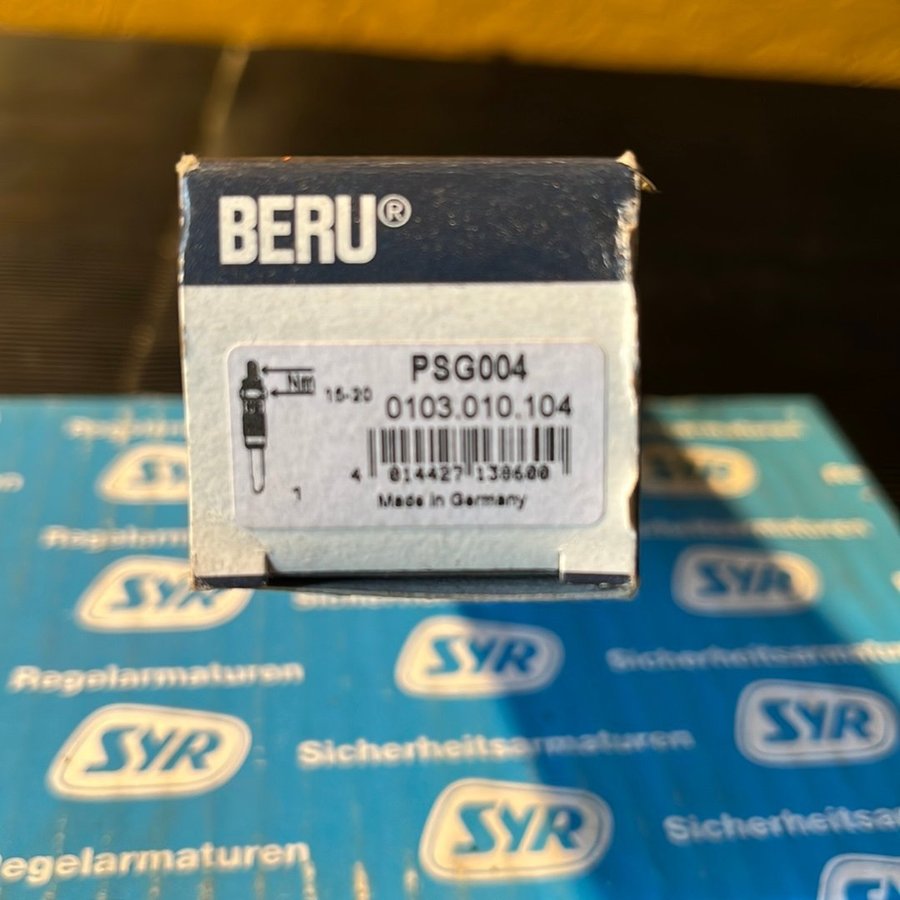 BERU®
PSG004
Nm
15-20
0103.010.104
4 014427 138600
1
Made in Germany
SYR
Regelarmaturen
SYR
SYR
Regelarmaturen
Sicherheitsarmaturen
SYR
SYR
Sicherheitsarmaturen
SYR
Regelarmaturen